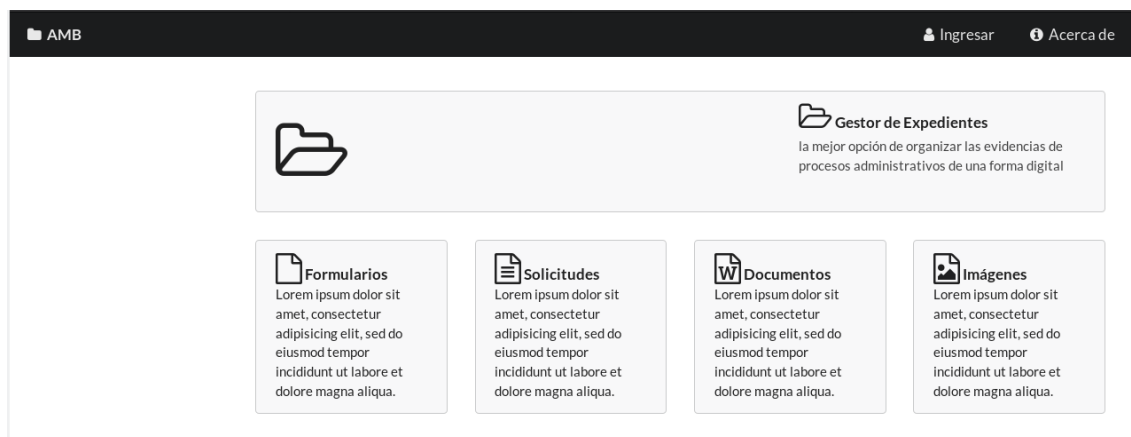 AMB
Ingresar
Acerca de
Gestor de Expedientes
la mejor opción de organizar las evidencias de
procesos administrativos de una forma digital
Formularios
Lorem ipsum dolor sit
amet, consectetur
adipisicing elit, sed do
eiusmod tempor
incididunt ut labore et
dolore magna aliqua.
Solicitudes
Lorem ipsum dolor sit
amet, consectetur
adipisicing elit, sed do
eiusmod tempor
incididunt ut labore et
dolore magna aliqua.
Documentos
Lorem ipsum dolor sit
amet, consectetur
adipisicing elit, sed do
eiusmod tempor
incididunt ut labore et
dolore magna aliqua.
Imágenes
Lorem ipsum dolor sit
amet, consectetur
adipisicing elit, sed do
eiusmod tempor
incididunt ut labore et
dolore magna aliqua.